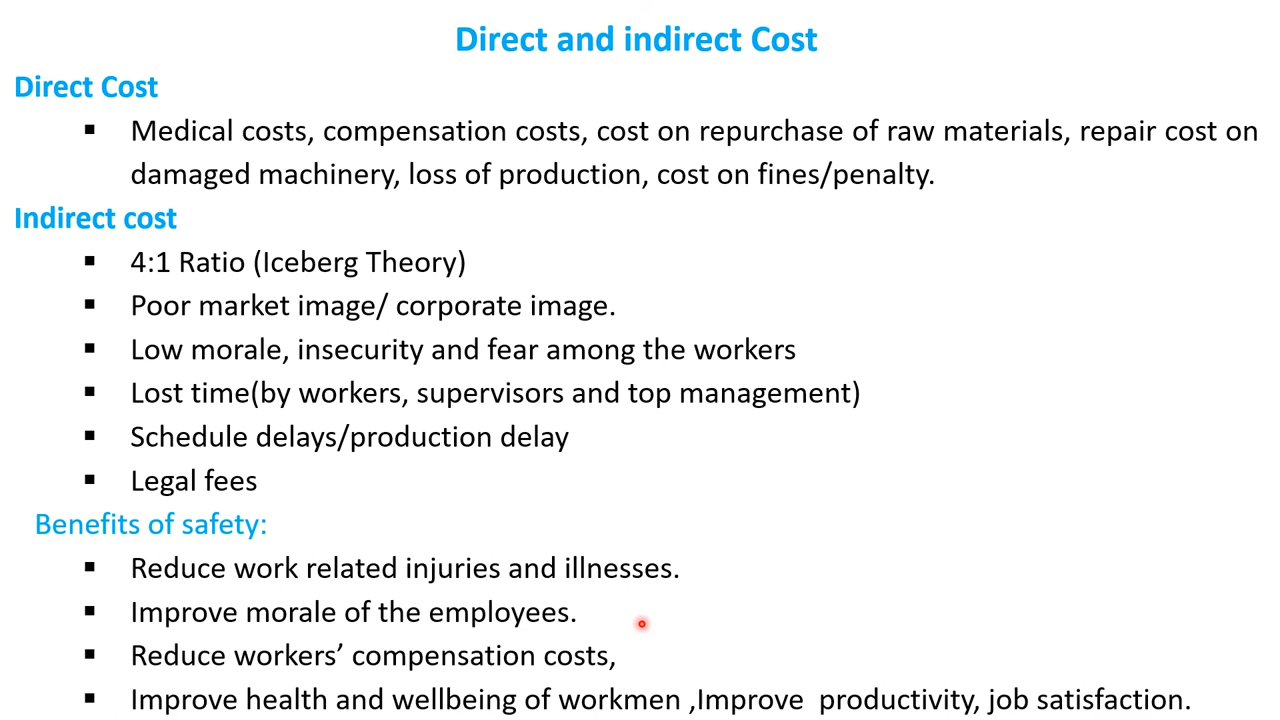 Direct and indirect Cost
Direct Cost
▪ Medical costs, compensation costs, cost on repurchase of raw materials, repair cost on
damaged machinery, loss of production, cost on fines/penalty.
Indirect cost
▪ 4:1 Ratio (Iceberg Theory)
▪ Poor market image/ corporate image.
▪ Low morale, insecurity and fear among the workers
▪ Lost time(by workers, supervisors and top management)
▪ Schedule delays/production delay
▪ Legal fees
Benefits of safety:
▪ Reduce work related injuries and illnesses.
▪ Improve morale of the employees.
▪ Reduce workers’ compensation costs,
▪ Improve health and wellbeing of workmen ,Improve  productivity, job satisfaction.